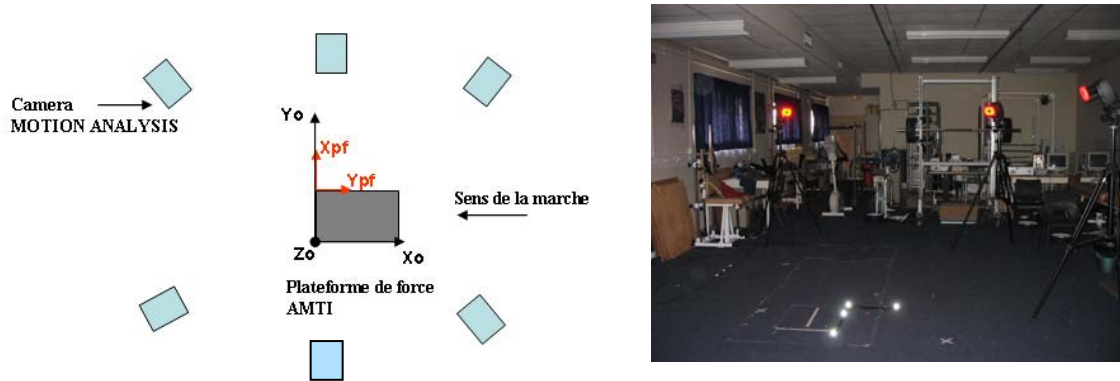 Camera
MOTION ANALYSIS
Yo
Xpf
Ypf
Sens de la marche
Zo
Xo
Plateforme de force
AMTI